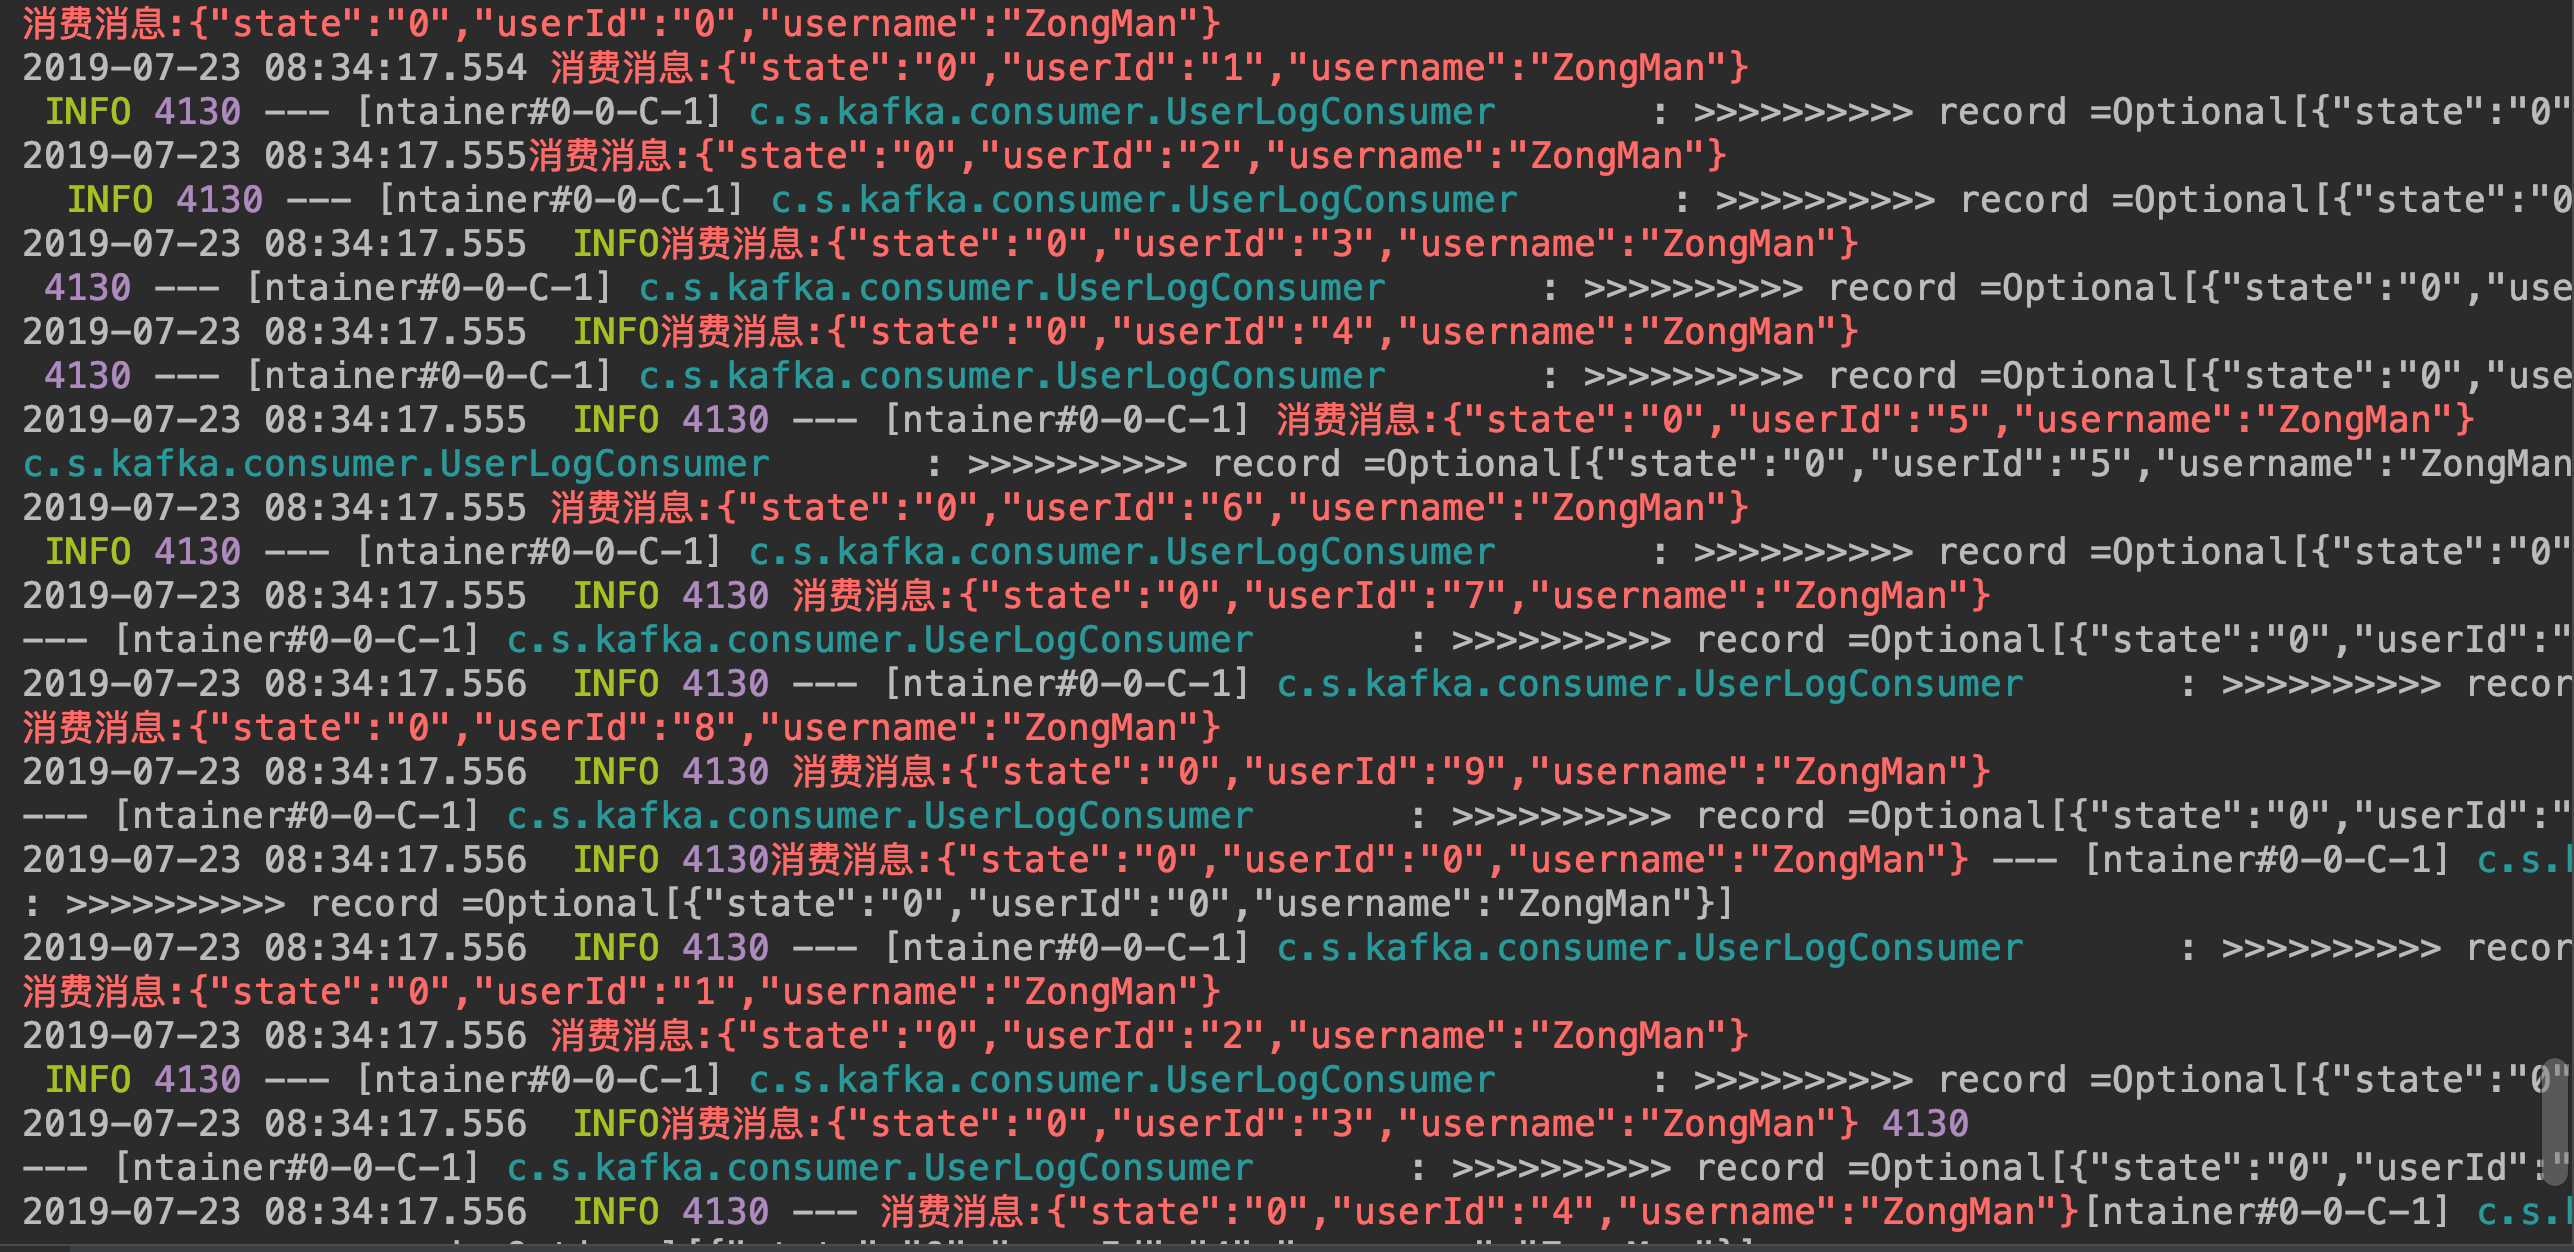 消费消息:{"state":"0","userId":"0","username":"ZongMan"}
2019-07-23 08:34:17.554 消费消息:{"state":"0","userId":"1","username":"ZongMan"}
 INFO 4130 --- [ntainer#0-0-C-1] c.s.kafka.consumer.UserLogConsumer       : >>>>>>>>>> record =Optional[{"state":"0"
2019-07-23 08:34:17.555消费消息:{"state":"0","userId":"2","username":"ZongMan"}
  INFO 4130 --- [ntainer#0-0-C-1] c.s.kafka.consumer.UserLogConsumer       : >>>>>>>>>> record =Optional[{"state":"0
2019-07-23 08:34:17.555  INFO消费消息:{"state":"0","userId":"3","username":"ZongMan"}
 4130 --- [ntainer#0-0-C-1] c.s.kafka.consumer.UserLogConsumer       : >>>>>>>>>> record =Optional[{"state":"0","use
2019-07-23 08:34:17.555  INFO消费消息:{"state":"0","userId":"4","username":"ZongMan"}
 4130 --- [ntainer#0-0-C-1] c.s.kafka.consumer.UserLogConsumer       : >>>>>>>>>> record =Optional[{"state":"0","use
2019-07-23 08:34:17.555  INFO 4130 --- [ntainer#0-0-C-1] 消费消息:{"state":"0","userId":"5","username":"ZongMan"}
c.s.kafka.consumer.UserLogConsumer       : >>>>>>>>>> record =Optional[{"state":"0","userId":"5","username":"ZongMan
2019-07-23 08:34:17.555 消费消息:{"state":"0","userId":"6","username":"ZongMan"}
 INFO 4130 --- [ntainer#0-0-C-1] c.s.kafka.consumer.UserLogConsumer       : >>>>>>>>>> record =Optional[{"state":"0"
2019-07-23 08:34:17.555  INFO 4130 消费消息:{"state":"0","userId":"7","username":"ZongMan"}
--- [ntainer#0-0-C-1] c.s.kafka.consumer.UserLogConsumer       : >>>>>>>>>> record =Optional[{"state":"0","userId":"
2019-07-23 08:34:17.556  INFO 4130 --- [ntainer#0-0-C-1] c.s.kafka.consumer.UserLogConsumer       : >>>>>>>>>> recor
消费消息:{"state":"0","userId":"8","username":"ZongMan"}
2019-07-23 08:34:17.556  INFO 4130 消费消息:{"state":"0","userId":"9","username":"ZongMan"}
--- [ntainer#0-0-C-1] c.s.kafka.consumer.UserLogConsumer       : >>>>>>>>>> record =Optional[{"state":"0","userId":"
2019-07-23 08:34:17.556  INFO 4130消费消息:{"state":"0","userId":"0","username":"ZongMan"} --- [ntainer#0-0-C-1] c.s.
: >>>>>>>>>> record =Optional[{"state":"0","userId":"0","username":"ZongMan"}]
2019-07-23 08:34:17.556  INFO 4130 --- [ntainer#0-0-C-1] c.s.kafka.consumer.UserLogConsumer       : >>>>>>>>>> recor
消费消息:{"state":"0","userId":"1","username":"ZongMan"}
2019-07-23 08:34:17.556 消费消息:{"state":"0","userId":"2","username":"ZongMan"}
 INFO 4130 --- [ntainer#0-0-C-1] c.s.kafka.consumer.UserLogConsumer       : >>>>>>>>>> record =Optional[{"state":"0"
2019-07-23 08:34:17.556  INFO消费消息:{"state":"0","userId":"3","username":"ZongMan"} 4130
--- [ntainer#0-0-C-1] c.s.kafka.consumer.UserLogConsumer       : >>>>>>>>>> record =Optional[{"state":"0","userId":"
2019-07-23 08:34:17.556  INFO 4130 --- 消费消息:{"state":"0","userId":"4","username":"ZongMan"}[ntainer#0-0-C-1] c.s.